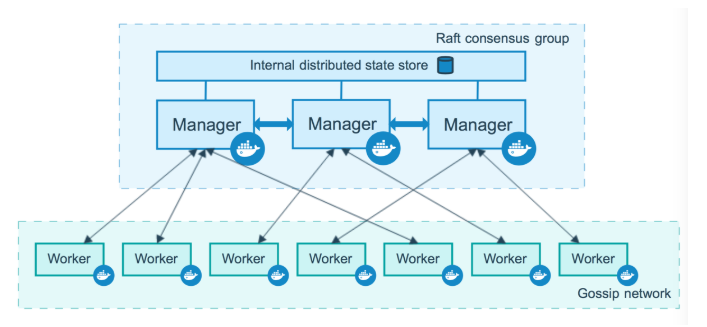 Raft consensus group
Internal distributed state store
Manager
Manager
Manager
Worker
Worker
Worker
Worker
Worker
Worker
Worker
Gossip network